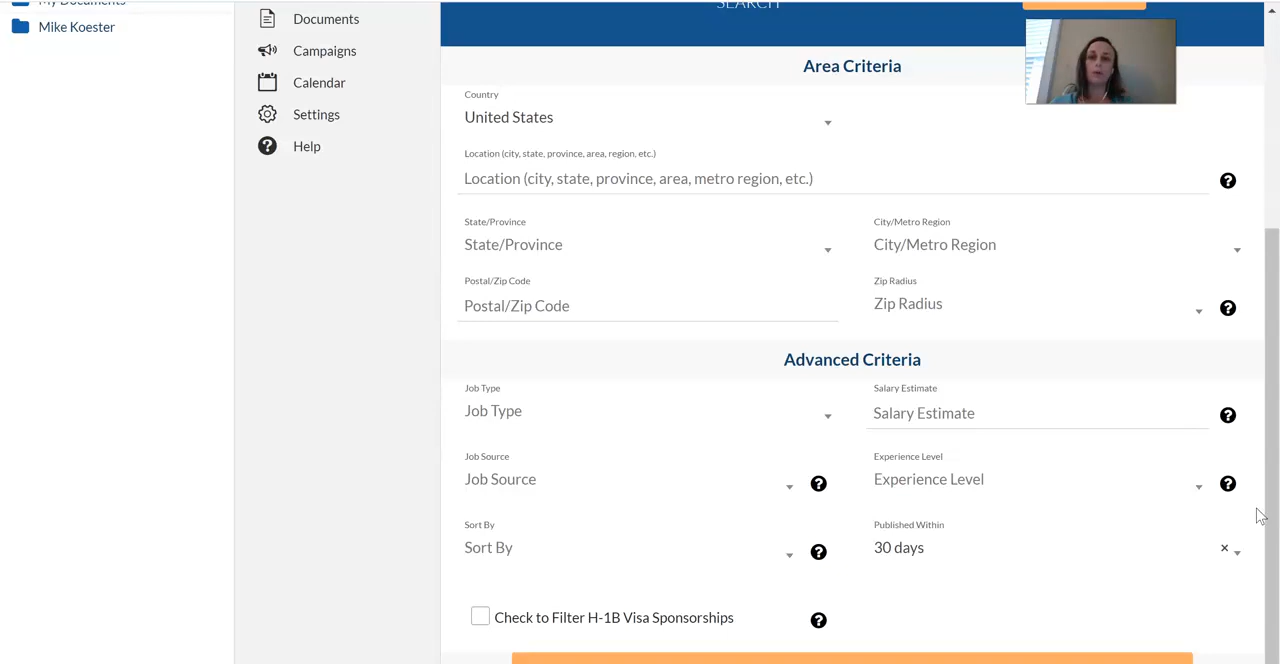 My Documents
Mike Koester
Documents
Campaigns
Calendar
Settings
Help
SEARCH
Area Criteria
Country
United States
Location (city, state, province, area, region, etc.)
Location (city, state, province, area, metro region, etc.)
State/Province
State/Province
City/Metro Region
City/Metro Region
Postal/Zip Code
Postal/Zip Code
Zip Radius
Zip Radius
Advanced Criteria
Job Type
Job Type
Salary Estimate
Salary Estimate
Job Source
Job Source
Experience Level
Experience Level
Sort By
Sort By
Published Within
30 days
Check to Filter H-1B Visa Sponsorships